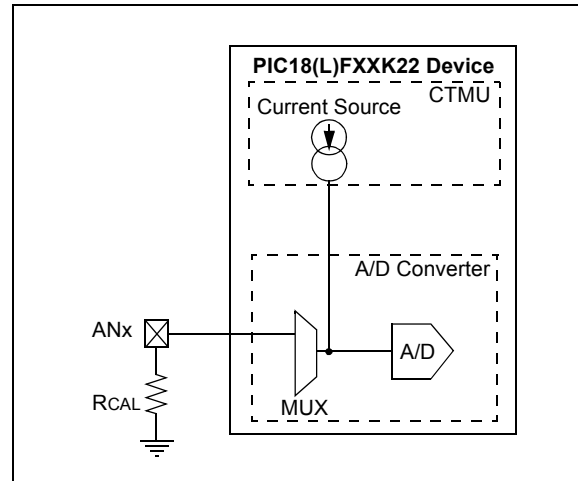 PIC18(L)FXXK22 Device
CTMU
Current Source
A/D Converter
ANx
A/D
RCAL
MUX